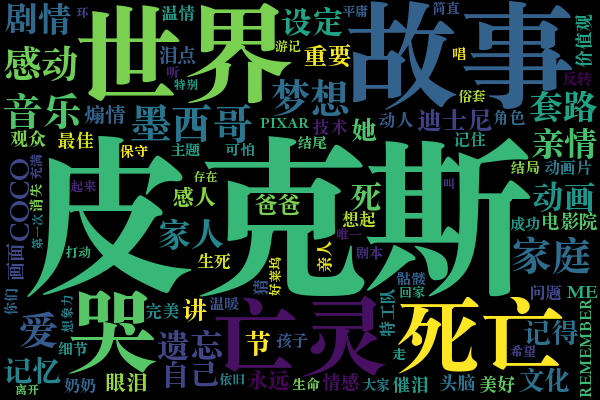 剧情
环
温情
设定
平庸
简直
价值观
世界
故事
感动
泪点
听
游记
特别
重要
唱
俗套
反转
音乐
煽情
墨西哥
梦想
PIXAR
技术
她
动人
迪士尼
角色
套路
观众
最佳
保守
主题
可怕
结尾
记住
亲情
COCO
消失
充满
第一次
起来
皮克斯
存在
感人
爸爸
死
想起
唯一
结局
动画片
动画
成功
电影院
画面
打动
家人
生死
猪
好莱坞
亲人
剧本
骷髅
回家
家庭
你们
想象力
哭
完美
讲
温暖
亡灵
特工队
死亡
问题
ME
爱
细节
遗忘
节
孩子
走
希望
记得
REMEMBER
记忆
离开
奶奶
眼泪
自己
依旧
永远
生命
情感
大家
催泪
头脑
美好
文化